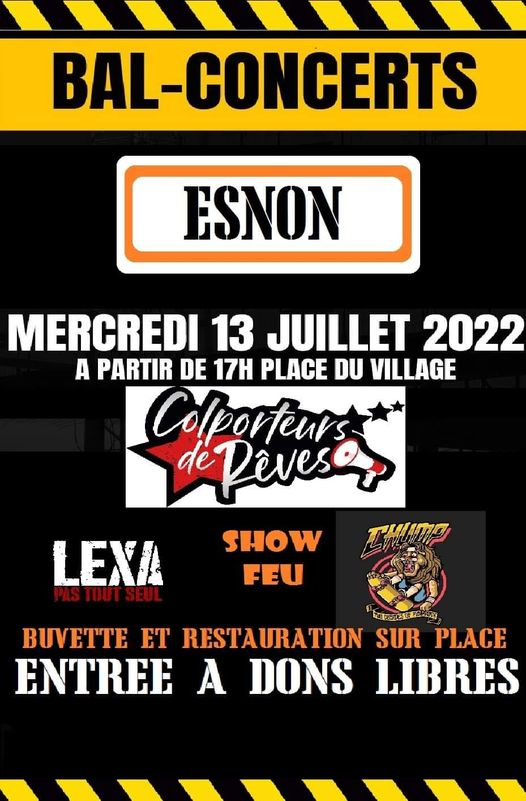 BAL-CONCERTS
ESNON
MERCREDI 13 JUILLET 2022
A PARTIR DE 17H PLACE DU VILLAGE
Colporteurs
de Rêves
LEXA
PAS TOUT SEUL
SHOW
FEU
CHUMP
BUVETTE ET RESTAURATION SUR PLACE
ENTREE A DONS LIBRES